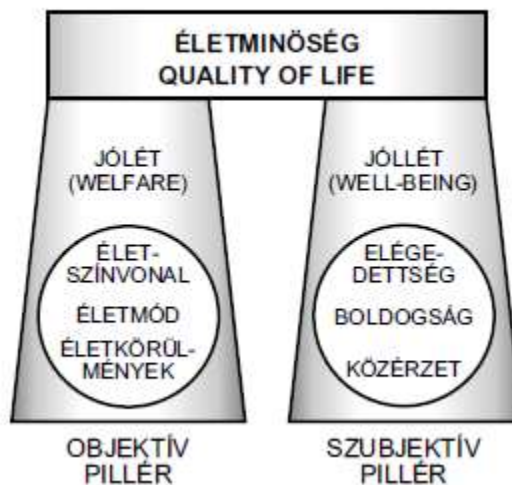 ÉLETMINÖSÉG
QUALITY OF LIFE
JÓLÉT
(WELFARE)
ÉLET-
SZÍNVONAL
ÉLETMÓD
ÉLETKÖRÜL-
MÉNYEK
OBJEKTÍV
PILLÉR
JÓLLÉT
(WELL-BEING)
ELÉGE-
DETTSÉG
BOLDOGSÁG
KÖZÉRZET
SZUBJEKTÍV
PILLÉR